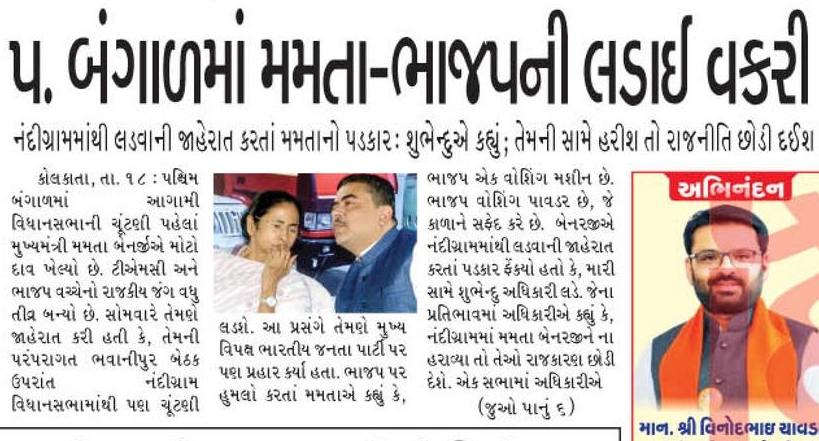 પ. બંગાળમાં મમતા-ભાજપની લડાઈ વકરી
નંદીગ્રામમાંથી લડવાની જાહેરાત કરતાં મમતાનો પડકાર : શુભેન્દુએ કહ્યું; તેમની સામે હરીશ તો રાજનીતિ છોડી દઈશ
કોલકાતા, તા. ૧૮ : પશ્ચિમ
બંગાળમાં આગામી
વિધાનસભાની ચૂંટણી પહેલાં
મુખ્યમંત્રી મમતા બેનર્જીએ મોટો
દાવ ખેલ્યો છે. ટીએમસી અને
ભાજપ વચ્ચેનો રાજકીય જંગ વધુ
તીવ્ર બન્યો છે. સોમવારે તેમણે
જાહેરાત કરી હતી કે, તેમની
પરંપરાગત ભવાનીપુર બેઠક
ઉપરાંત નંદીગ્રામ
વિધાનસભામાંથી પણ ચૂંટણી
લડશે. આ પ્રસંગે તેમણે મુખ્ય
વિપક્ષ ભારતીય જનતા પાર્ટી પર
પણ પ્રહાર કર્યા હતા. ભાજપ પર
હુમલો કરતાં મમતાએ કહ્યું કે,
ભાજપ એક વોશિંગ મશીન છે.
ભાજપ વોશિંગ પાવડર છે, જે
કાળાને સફેદ કરે છે. બેનરજીએ
નંદીગ્રામમાંથી લડવાની જાહેરાત
કરતાં પડકાર ફેંક્યો હતો કે, મારી
સામે શુભેન્દુ અધિકારી લડે. જેના
પ્રતિભાવમાં અધિકારીએ કહ્યું કે,
નંદીગ્રામમાં મમતા બેનરજીને ના
હરાવ્યા તો તેઓ રાજકારણ છોડી
દેશે. એક સભામાં અધિકારીએ
(જુઓ પાનું ૬)
અભિનંદન
માન. શ્રી વિનોદભાઇ ચાવડ